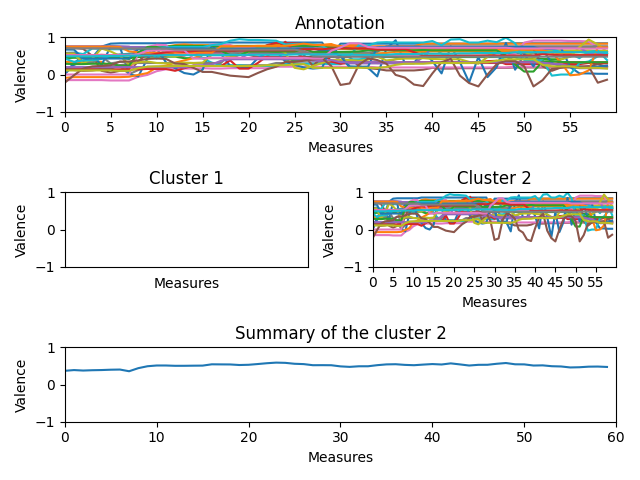 Annotation
1
0
-1
Valence
0 5 10 15 20 25 30 35 40 45 50 55
Measures
Cluster 1
1
0
-1
Valence
Measures
Cluster 2
1
0
-1
Valence
0 5 10 15 20 25 30 35 40 45 50 55
Measures
Summary of the cluster 2
1
0
-1
Valence
0 10 20 30 40 50 60
Measures